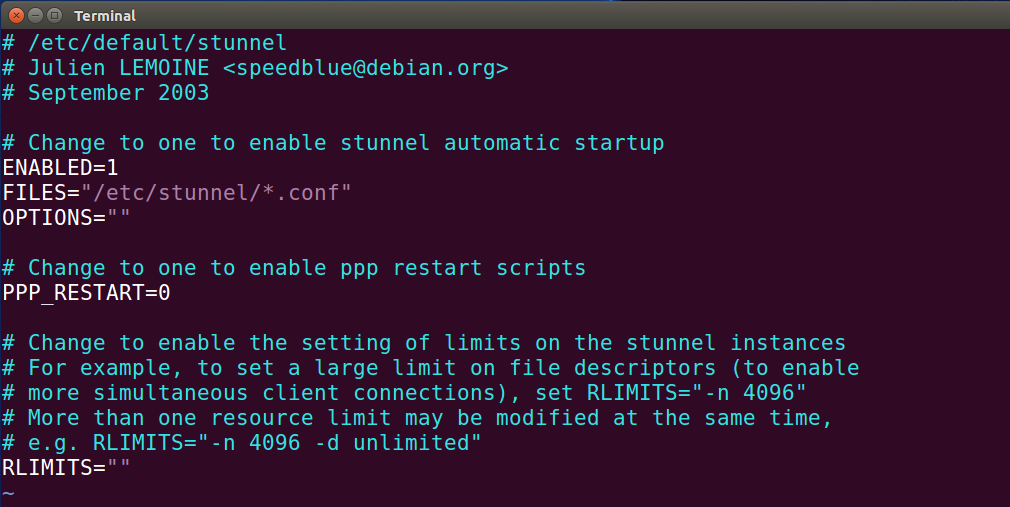 Terminal
# /etc/default/stunnel
# Julien LEMOINE <speedblue@debian.org>
# September 2003
# Change to one to enable stunnel automatic startup
ENABLED=1
FILES="/etc/stunnel/*.conf"
OPTIONS=""
# Change to one to enable ppp restart scripts
PPP_RESTART=0
# Change to enable the setting of limits on the stunnel instances
# For example, to set a large limit on file descriptors (to enable
# more simultaneous client connections), set RLIMITS="-n 4096"
# More than one resource limit may be modified at the same time,
# e.g. RLIMITS="-n 4096 -d unlimited"
RLIMITS=""
~